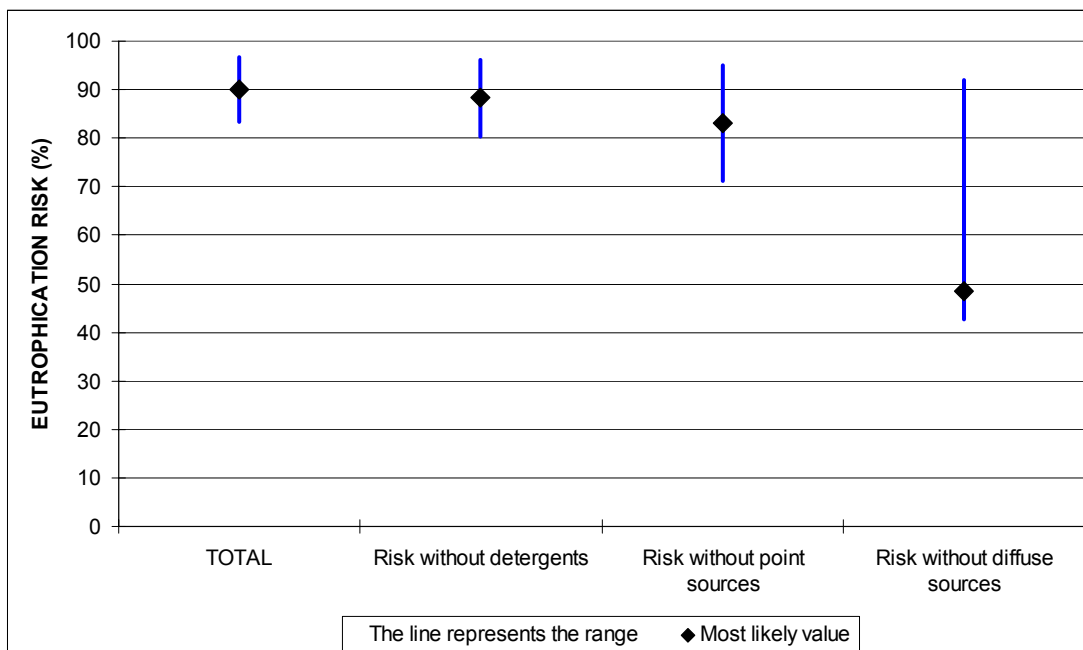 EUTROPHICATION RISK (%)
100
90
80
70
60
50
40
30
20
10
0
TOTAL
Risk without detergents
Risk without point
sources
Risk without diffuse
sources
The line represents the range
Most likely value